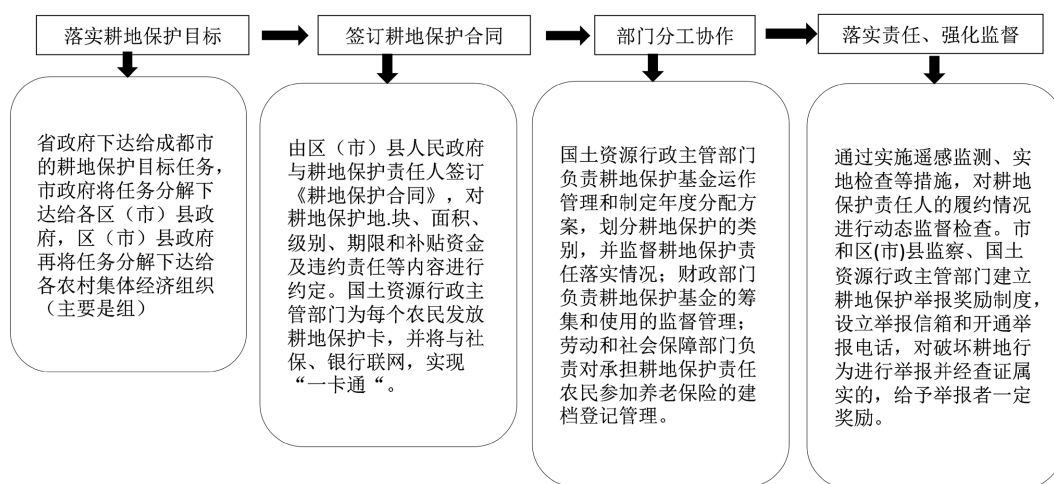 落实耕地保护目标
签订耕地保护合同
部门分工协作
落实责任、强化监督
省政府下达给成都市
的耕地保护目标任务，
市政府将任务分解下
达给各区（市）县政
府，区（市）县政府
再将任务分解下达给
各农村集体经济组织
（主要是组）
由区（市）县人民政府
与耕地保护责任人签订
《耕地保护合同》，对
耕地保护地.块、面积、
级别、期限和补贴资金
及违约责任等内容进行
约定。国土资源行政主
管部门为每个农民发放
耕地保护卡，并将与社
保、银行联网，实现
“一卡通“。
国土资源行政主管部门
负责耕地保护基金运作
管理和制定年度分配方
案，划分耕地保护的类
别，并监督耕地保护责
任落实情况；财政部门
负责耕地保护基金的筹
集和使用的监督管理；
劳动和社会保障部门负
责对承担耕地保护责任
农民参加养老保险的建
档登记管理。
通过实施遥感监测、实
地检查等措施，对耕地
保护责任人的履约情况
进行动态监督检查。市
和区(市)县监察、国土
资源行政主管部门建立
耕地保护举报奖励制度，
设立举报信箱和开通举
报电话，对破坏耕地行
为进行举报并经查证属
实的，给予举报者一定
奖励。